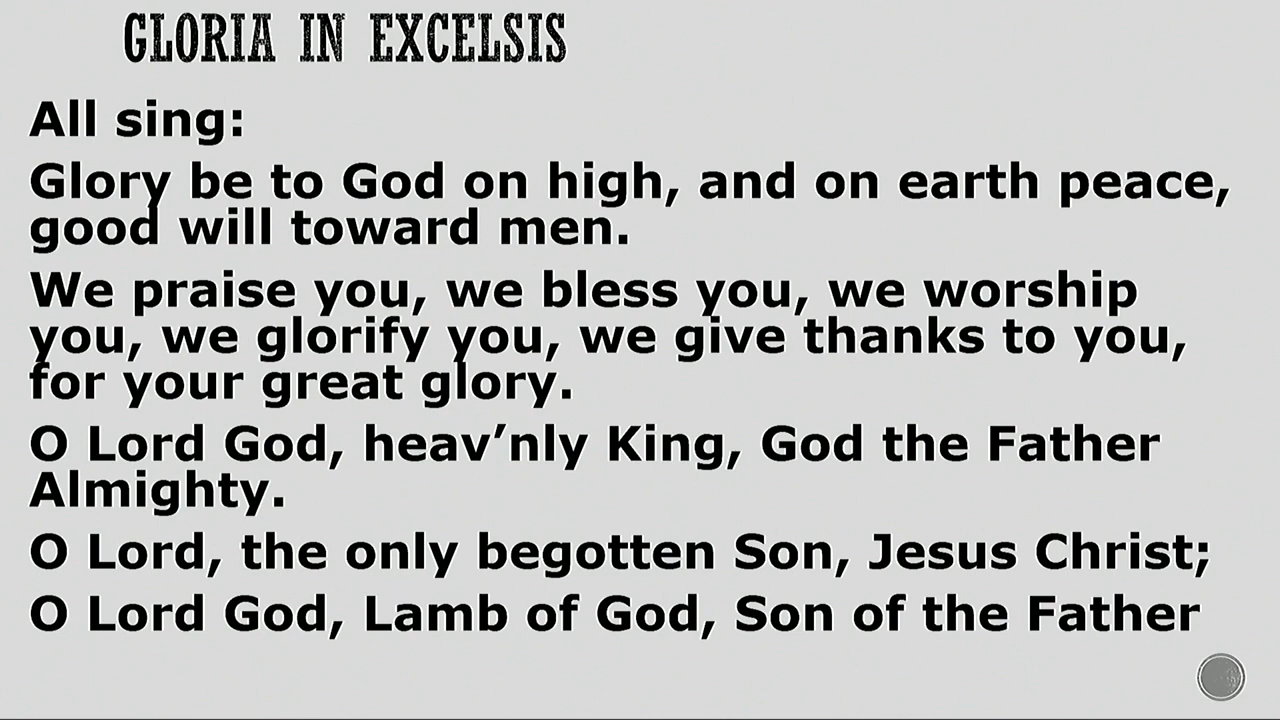 GLORIA IN EXCELSIS
All sing:
Glory be to God on high, and on earth peace,
good will toward men.
We praise you, we bless you, we worship
you, we glorify you, we give thanks to you,
for your great glory.
O Lord God, heav’nly King, God the Father
Almighty.
O Lord, the only begotten Son, Jesus Christ;
O Lord God, Lamb of God, Son of the Father